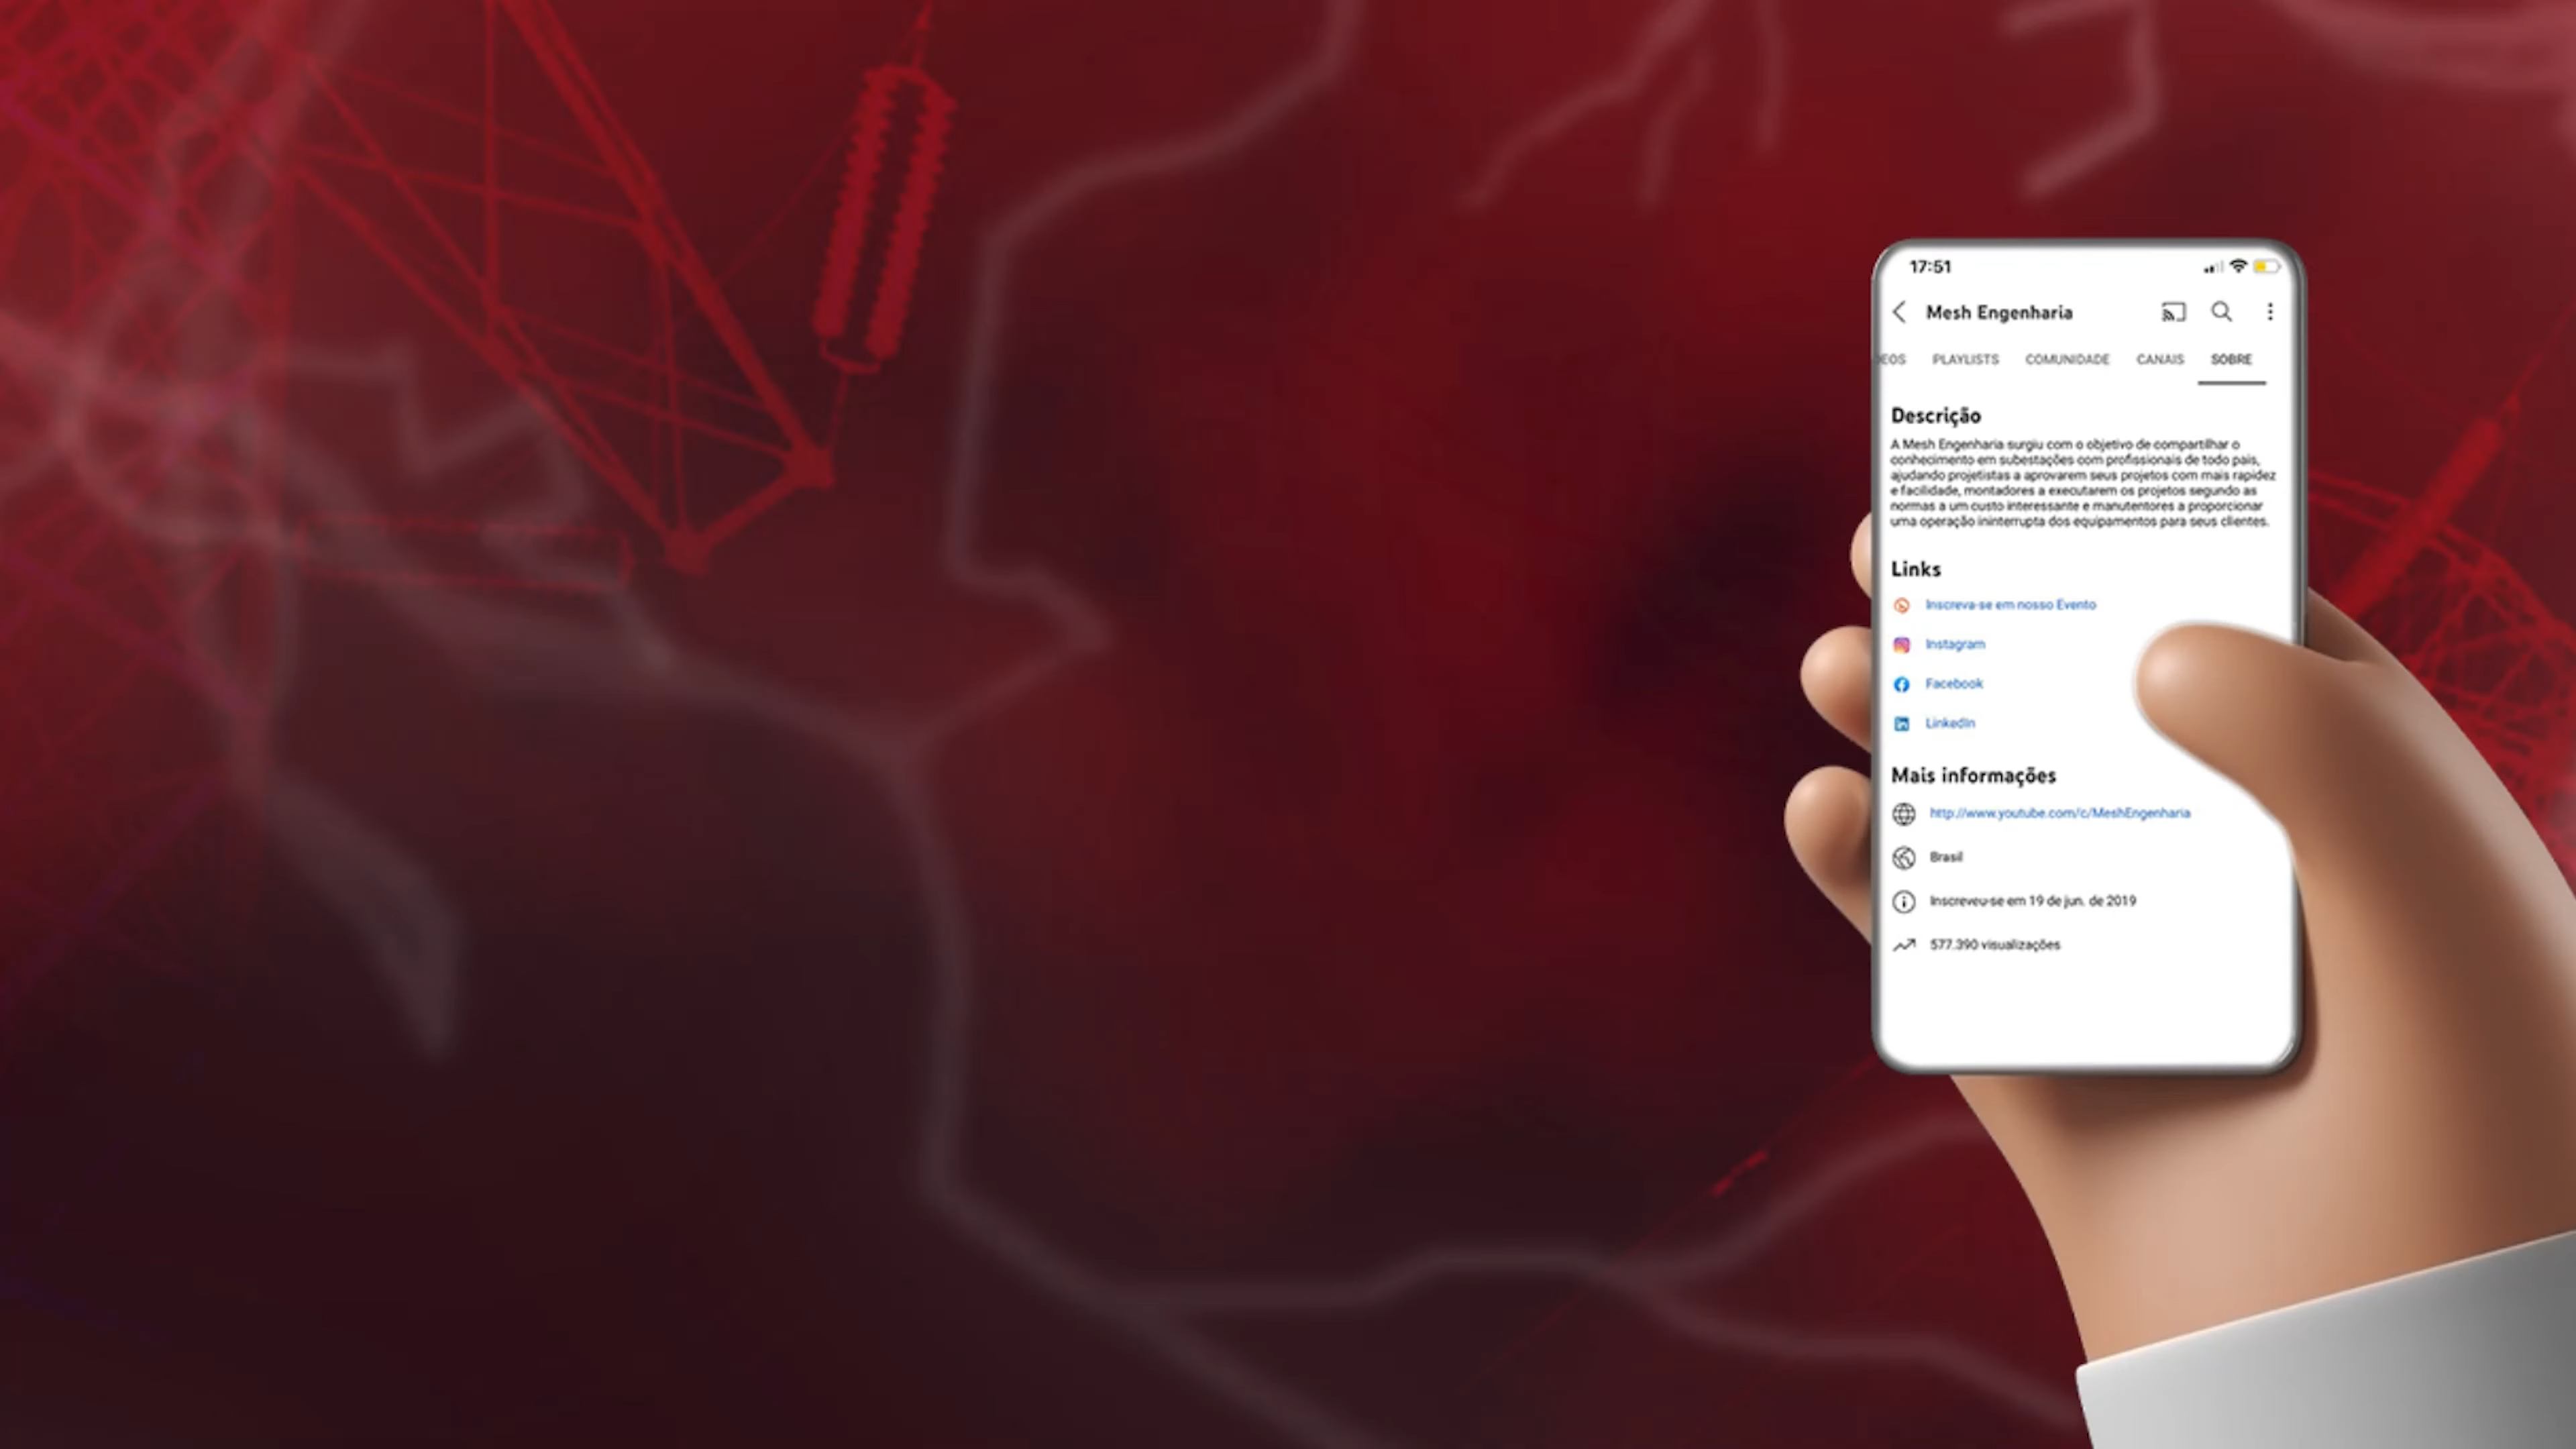 17:51
Mesh Engenharia
EOS PLAYLISTS COMUNIDADE CANAIS SOBRE
Descrição
A Mesh Engenharia surgiu com o objetivo de compartilhar o
conhecimento em subestações com profissionais de todo país,
ajudando projetistas a aprovarem seus projetos com mais rapidez
e facilidade, montadores a executarem os projetos segundo as
normas a um custo interessante e manutentores a proporcionar
uma operação ininterrupta dos equipamentos para seus clientes.
Links
Inscreva-se em nosso Evento
Instagram
Facebook
LinkedIn
Mais informações
http://www.youtube.com/c/MeshEngenharia
Brasil
Inscreveu-se em 19 de jun. de 2019
577.390 visualizações